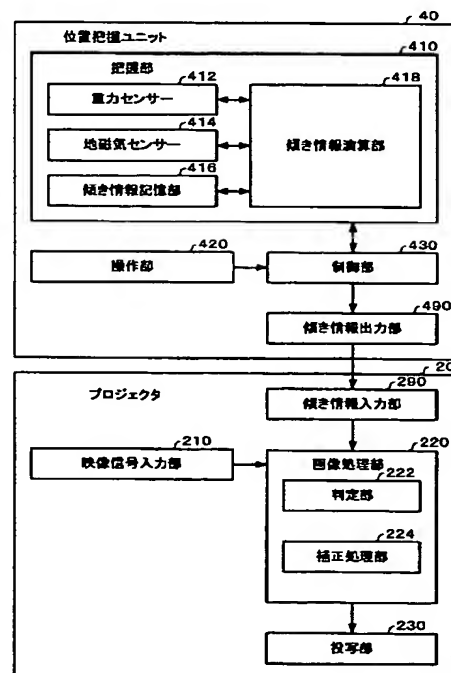 40
位置把握ユニット
410
把握部
412
重力センサー
418
傾き情報演算部
414
地磁気センサー
416
傾き情報記憶部
420
操作部
430
制御部
490
傾き情報出力部
20
プロジェクタ
290
傾き情報入力部
210
映像信号入力部
220
画像処理部
222
判定部
224
補正処理部
230
投写部